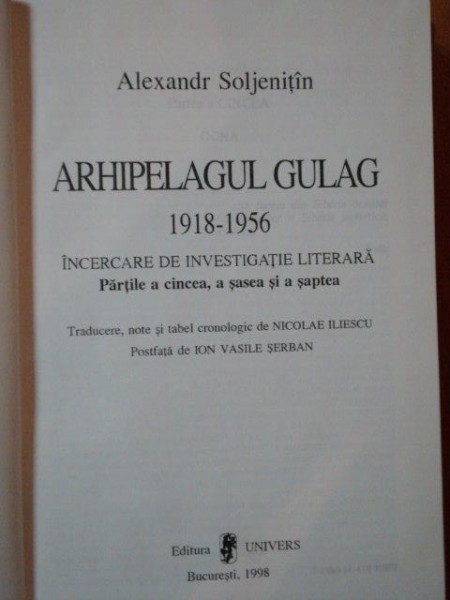 Alexandr Soljenițîn
ARHIPELAGUL GULAG
1918-1956
ÎNCERCARE DE INVESTIGAȚIE LITERARĂ
Părțile a cincea, a șasea și a șaptea
Traducere, note și tabel cronologic de NICOLAE ILIESCU
Postfață de ION VASILE ȘERBAN
Editura UNIVERS
București, 1998